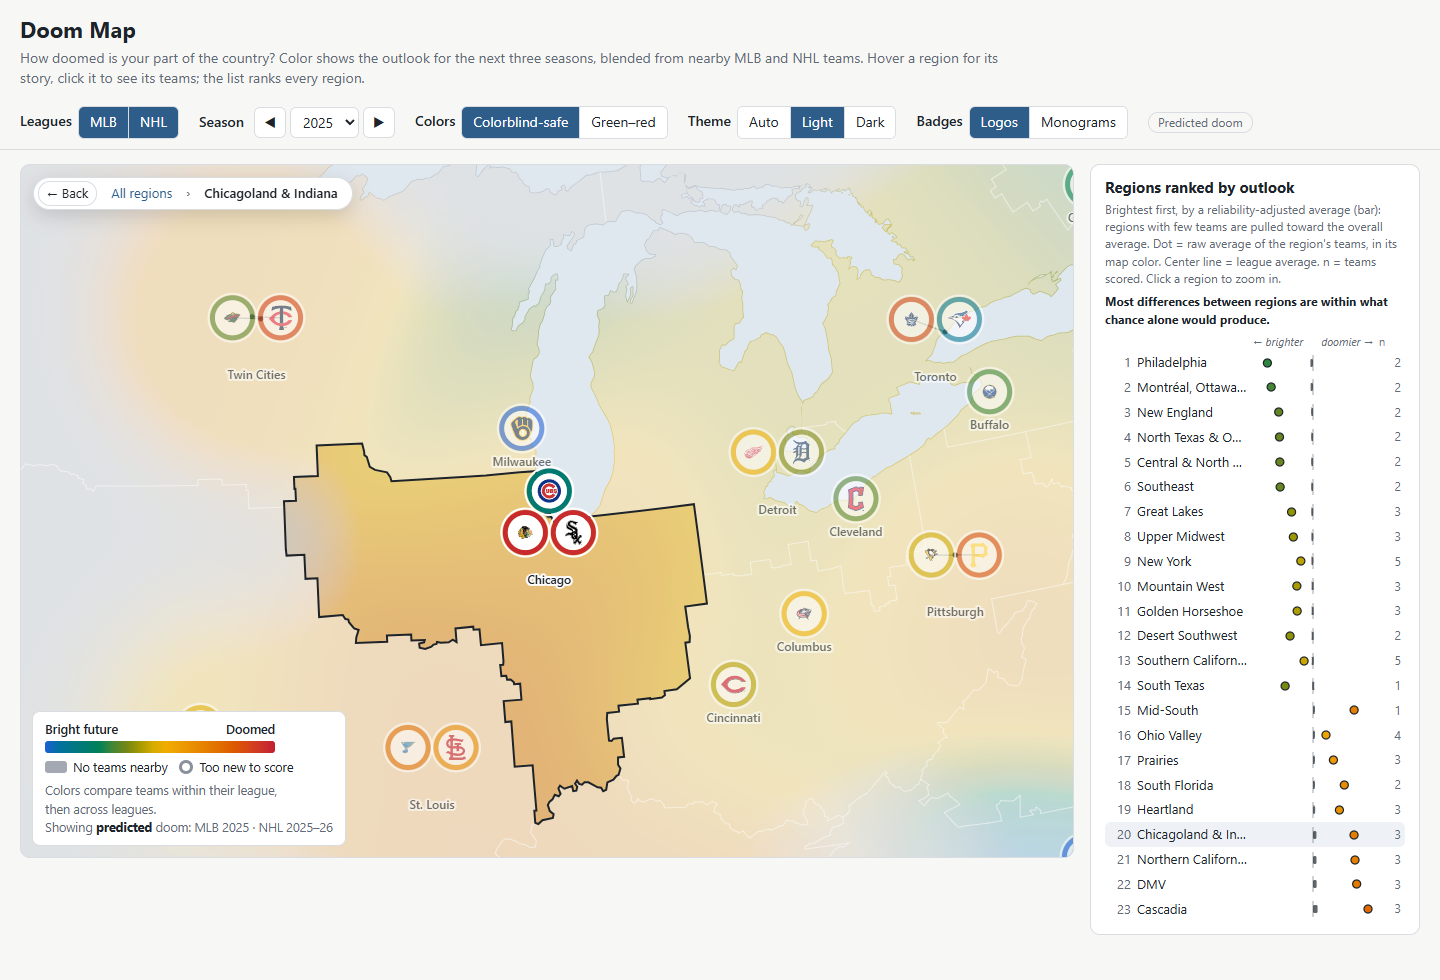 Doom Map
How doomed is your part of the country? Color shows the outlook for the next three seasons, blended from nearby MLB and NHL teams. Hover a region for its
story, click it to see its teams; the list ranks every region.
Leagues MLB NHL Season ◀ 2025 ▶ Colors Colorblind-safe Green–red Theme Auto Light Dark Badges Logos Monograms Predicted doom
← Back All regions › Chicagoland & Indiana
Twin Cities
Toronto
Buffalo
Milwaukee
CUBS
Detroit
Cleveland
Chicago
Pittsburgh
Columbus
Cincinnati
St. Louis
Bright future Doomed
No teams nearby Too new to score
Colors compare teams within their league,
then across leagues.
Showing predicted doom: MLB 2025 · NHL 2025–26
Regions ranked by outlook
Brightest first, by a reliability-adjusted average (bar):
regions with few teams are pulled toward the overall
average. Dot = raw average of the region's teams, in its
map color. Center line = league average. n = teams
scored. Click a region to zoom in.
Most differences between regions are within what
chance alone would produce.
← brighter doomier → n
1 Philadelphia 2
2 Montréal, Ottawa... 2
3 New England 2
4 North Texas & O... 2
5 Central & North ... 2
6 Southeast 2
7 Great Lakes 3
8 Upper Midwest 3
9 New York 5
10 Mountain West 3
11 Golden Horseshoe 3
12 Desert Southwest 2
13 Southern Californ... 5
14 South Texas 1
15 Mid-South 1
16 Ohio Valley 4
17 Prairies 3
18 South Florida 2
19 Heartland 3
20 Chicagoland & In... 3
21 Northern Californ... 3
22 DMV 3
23 Cascadia 3